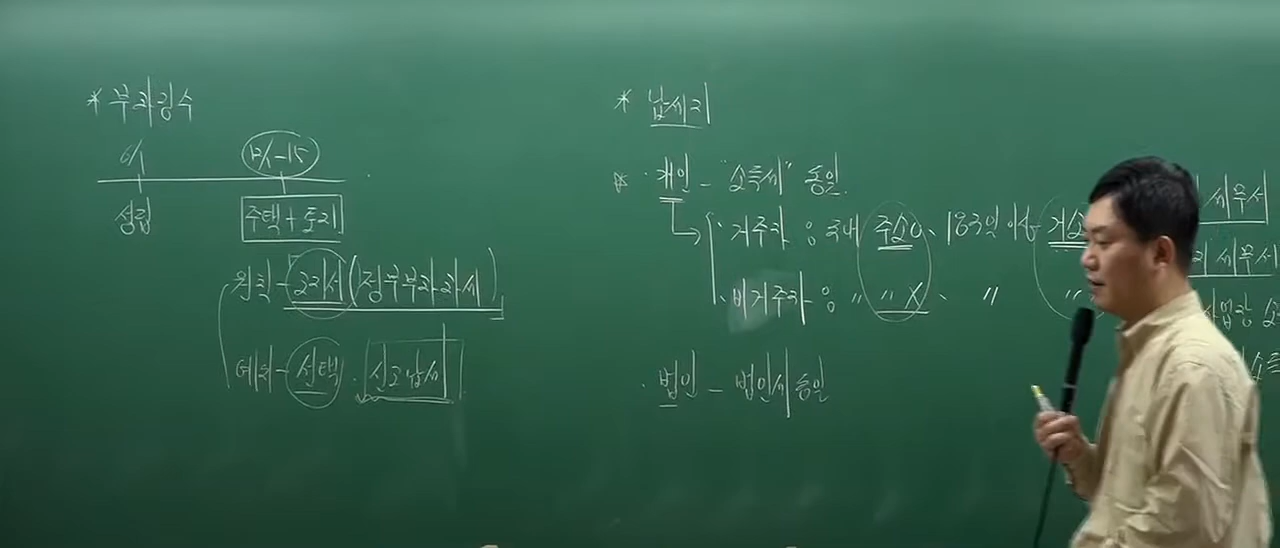 * 부과징수
6/1 12/1-15
성립 주택+토지
원칙-고지서(정부부과과세)
예외-선택. 신고납세
* 납세지
· 개인 - "소득세" 동일.
거주자 : 국내 주소 o, 183일 이상 거소
비거주자 : 〃 〃 X 、 〃 〃
· 법인 - 법인세 동일
세무서
세무서